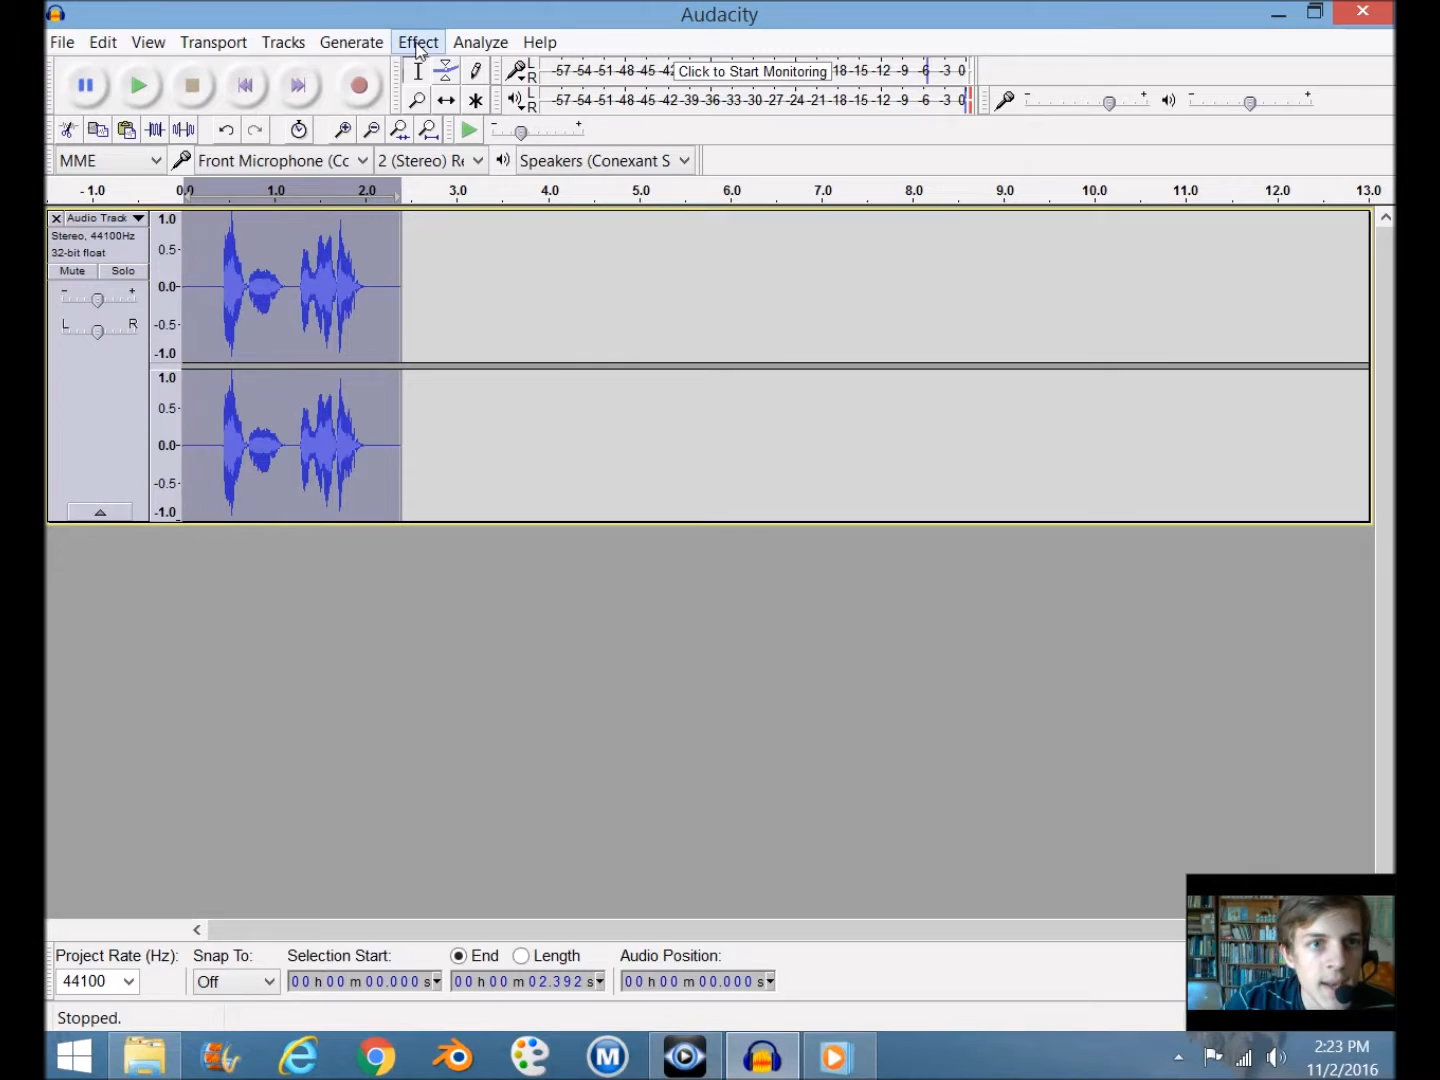 Audacity
File Edit View Transport Tracks Generate Effect Analyze Help
L R -57 -54 -51 -48 -45 -42 Click to Start Monitoring 18 -15 -12 -9 -6 -3 0
L R -57 -54 -51 -48 -45 -42 -39 -36 -33 -30 -27 -24 -21 -18 -15 -12 -9 -6 -3 0
MME Front Microphone (Cc 2 (Stereo) Re Speakers (Conexant S
- 1.0 0.0 1.0 2.0 3.0 4.0 5.0 6.0 7.0 8.0 9.0 10.0 11.0 12.0 13.0
Audio Track 1.0
Stereo, 44100Hz
32-bit float 0.5
Mute Solo
0.0
- +
L R
-0.5
-1.0
1.0
0.5
0.0
-0.5
-1.0
Project Rate (Hz): Snap To: Selection Start: End Length Audio Position:
44100 Off 00 h 00 m 00.000 s 00 h 00 m 02.392 s 00 h 00 m 00.000 s
Stopped.
2:23 PM
11/2/2016